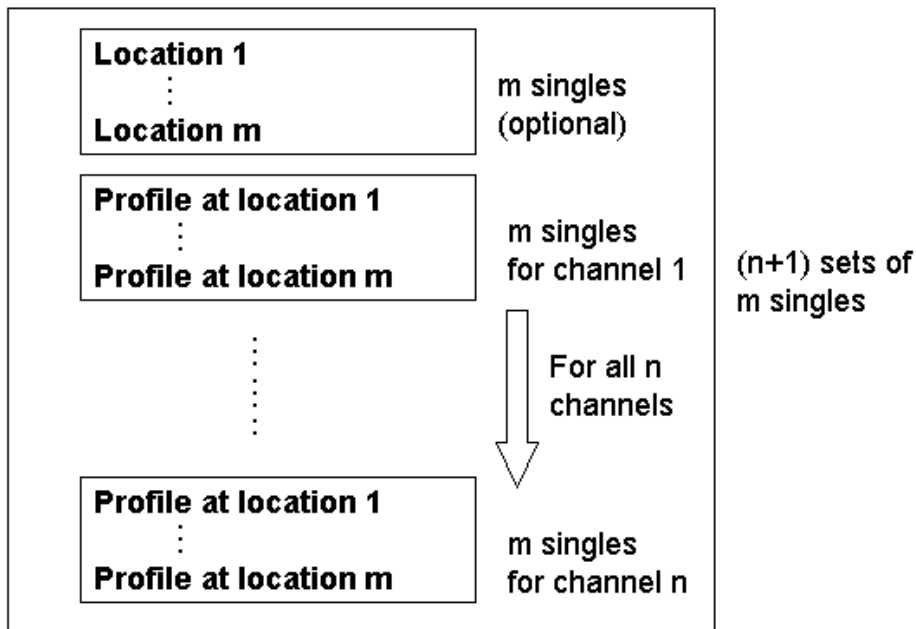 Location 1
Location m
m singles
(optional)
Profile at location 1
Profile at location m
m singles
for channel 1
(n+1) sets of
m singles
For all n
channels
Profile at location 1
Profile at location m
m singles
for channel n